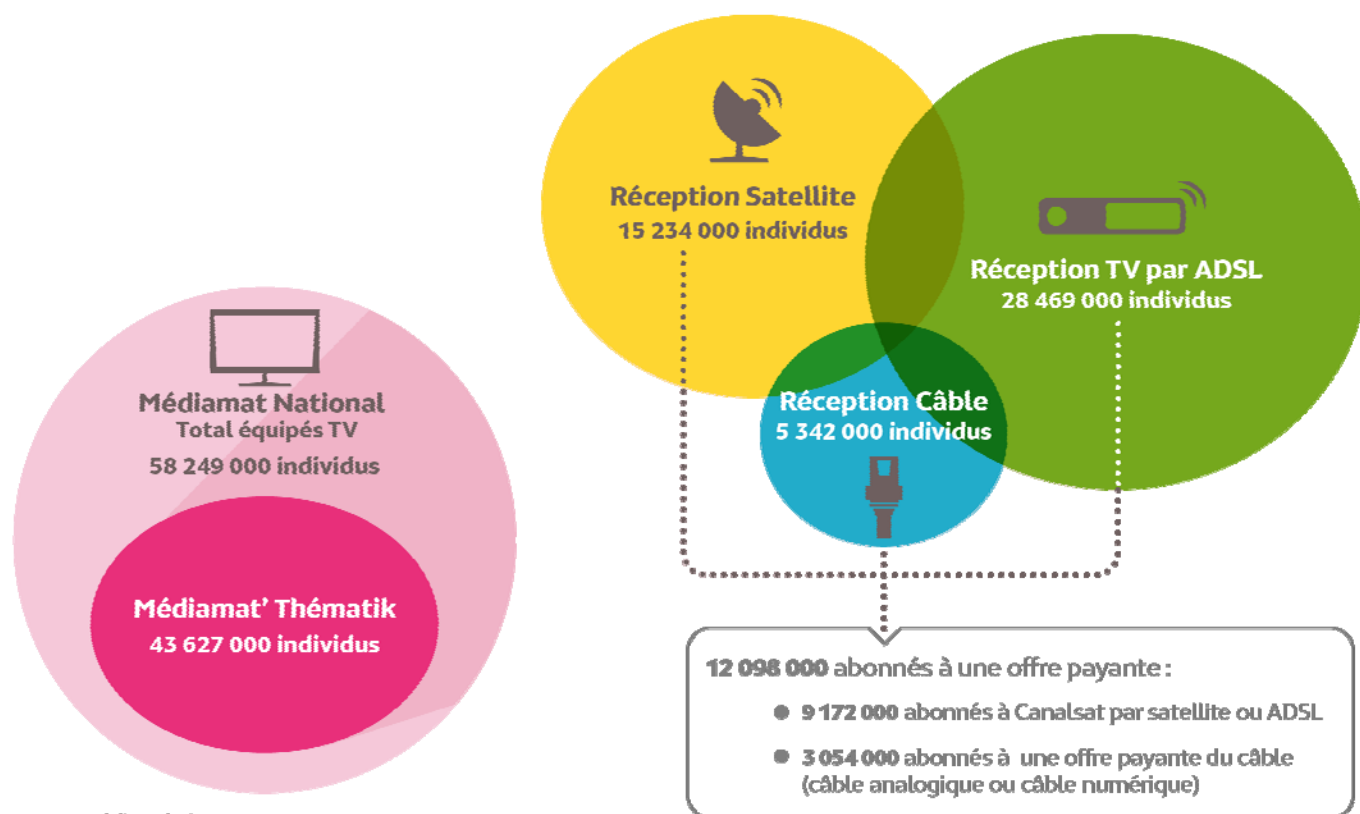 Réception Satellite
15 234 000 individus
Réception TV par ADSL
28 469 000 individus
Réception Câble
5 342 000 individus
Médiamat National
Total équipés TV
58 249 000 individus
Médiamat' Thématik
43 627 000 individus
12 098 000 abonnés à une offre payante :
● 9 172 000 abonnés à Canalsat par satellite ou ADSL
● 3 054 000 abonnés à une offre payante du câble
(câble analogique ou câble numérique)